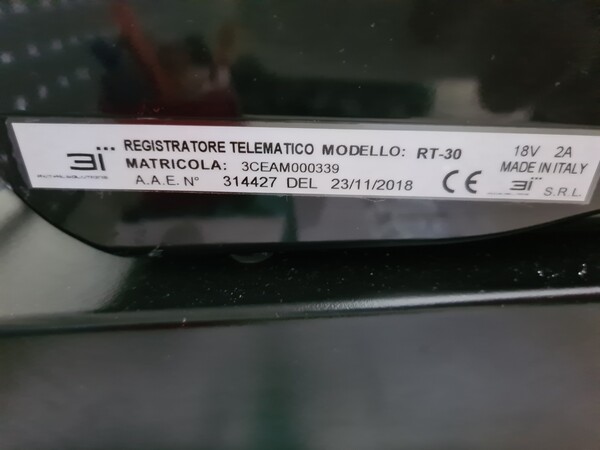 3i REGISTRATORE TELEMATICO MODELLO: RT-30 18V 2A
MATRICOLA: 3CEAM000339 MADE IN ITALY
A.A.E. N° 314427 DEL 23/11/2018 CE 3i S.R.L.